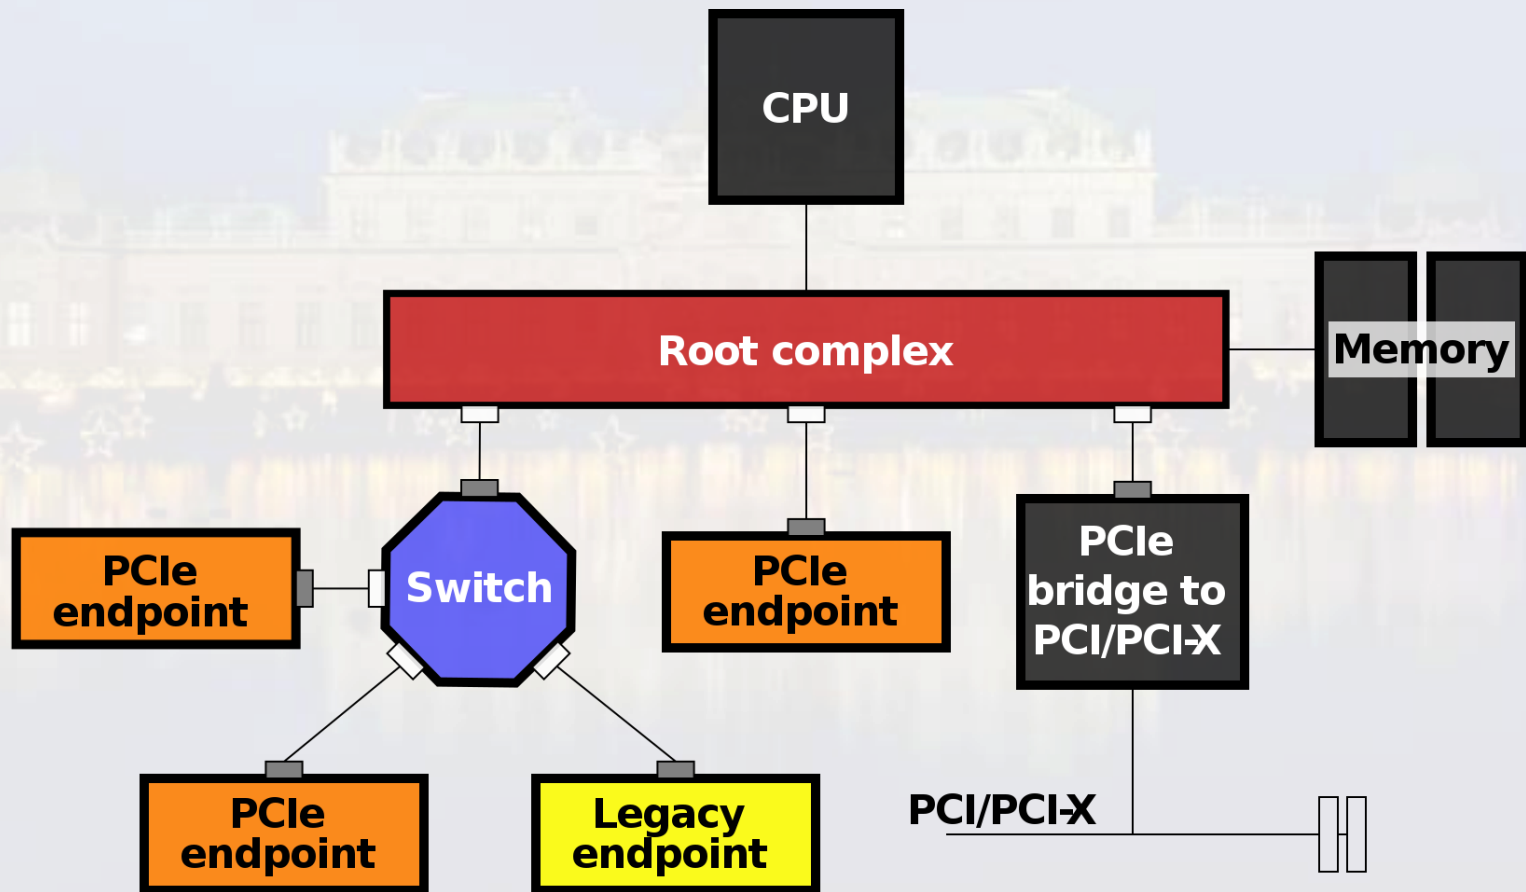 CPU
Root complex
Memory
PCIe
endpoint
Switch
PCIe
endpoint
PCIe
bridge to
PCI/PCI-X
PCIe
endpoint
Legacy
endpoint
PCI/PCI-X